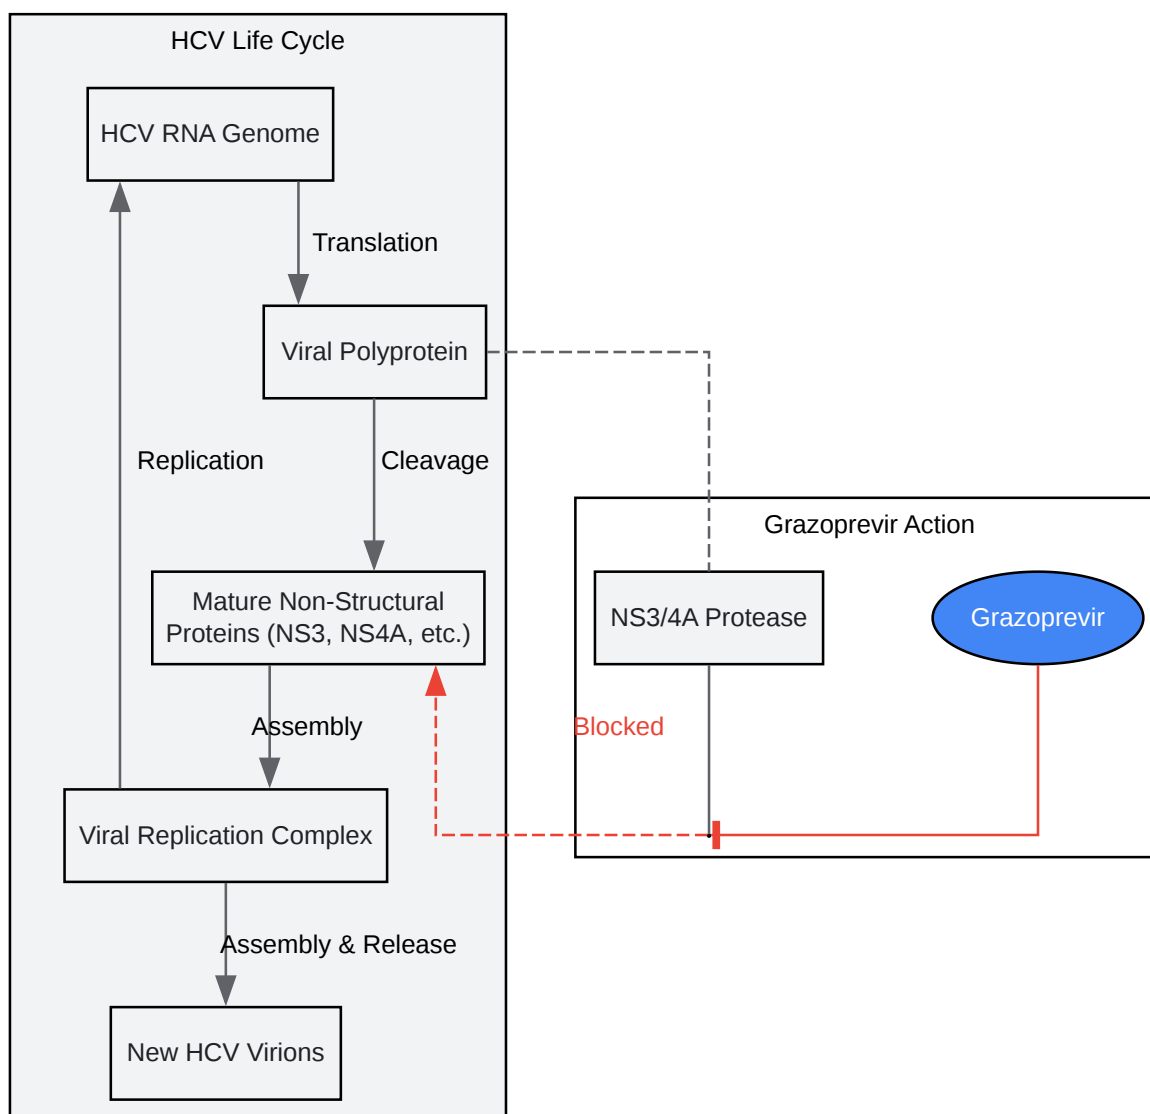 HCV Life Cycle
HCV RNA Genome
Translation
Viral Polyprotein
Replication
Cleavage
Mature Non-Structural
Proteins (NS3, NS4A, etc.)
Assembly
Viral Replication Complex
Assembly & Release
New HCV Virions
Grazoprevir Action
NS3/4A Protease
Grazoprevir
Blocked